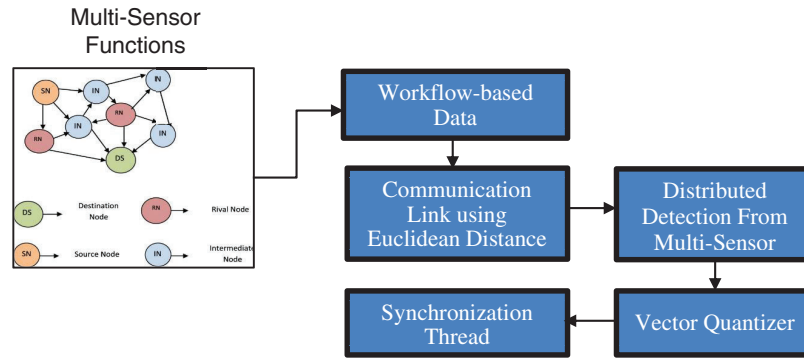 Multi-Sensor
Functions
SN
IN
IN
IN
RN
IN
RN
DS
DS
Destination
Node
RN
Rival Node
SN
Source Node
IN
Intermediate
Node
Workflow-based
Data
Communication
Link using
Euclidean Distance
Distributed
Detection From
Multi-Sensor
Vector Quantizer
Synchronization
Thread